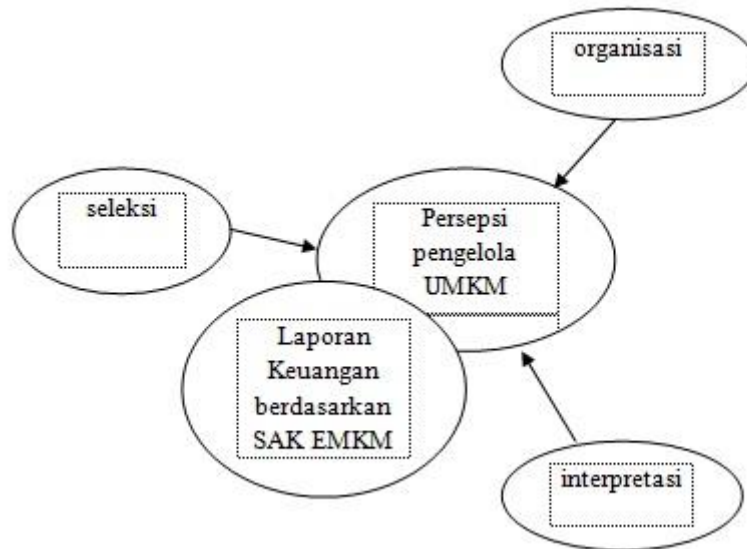 organisasi
seleksi
Persepsi
pengelola
UMKM
Laporan
Keuangan
berdasarkan
SAK EMKM
interpretasi